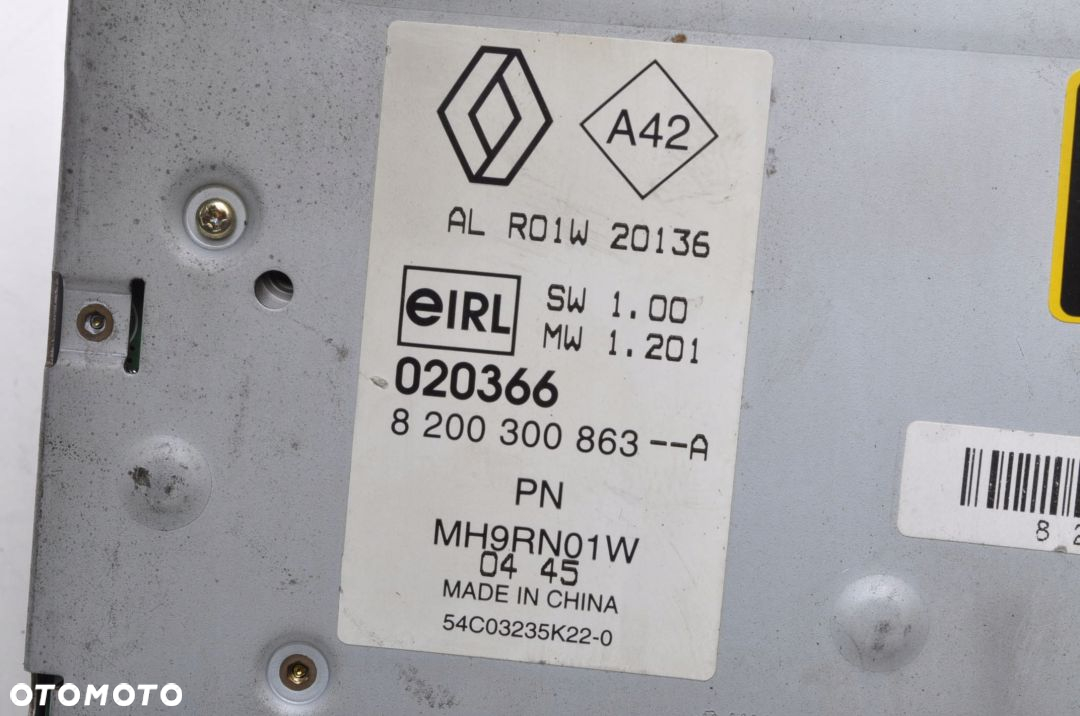 A42
AL R01W 20136
eIRL
SW 1.00
MW 1.201
020366
8 200 300 863 --A
PN
MH9RN01W
04 45
MADE IN CHINA
54C03235K22-0
8
OTOMOTO